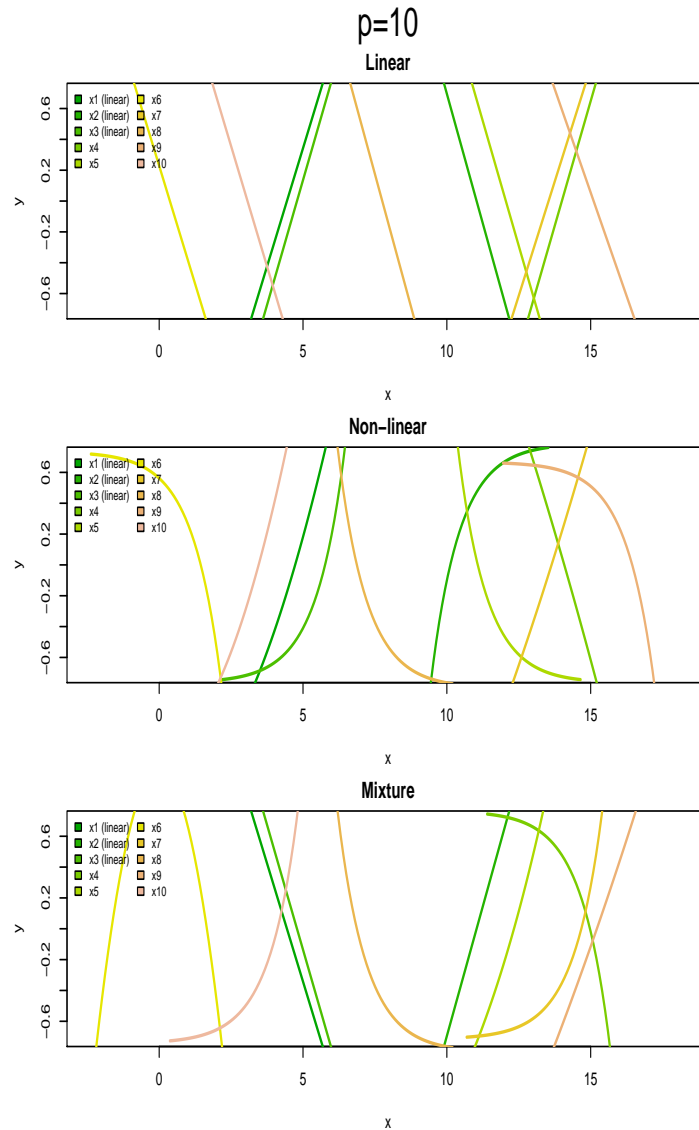 p=10
Linear
x1 (linear) x6
x2 (linear) x7
x3 (linear) x8
x4 x9
x5 x10
y
−0.6 −0.2 0.2 0.6
0 5 10 15
x
Non−linear
x1 (linear) x6
x2 (linear) x7
x3 (linear) x8
x4 x9
x5 x10
y
−0.6 −0.2 0.2 0.6
0 5 10 15
x
Mixture
x1 (linear) x6
x2 (linear) x7
x3 (linear) x8
x4 x9
x5 x10
y
−0.6 −0.2 0.2 0.6
0 5 10 15
x